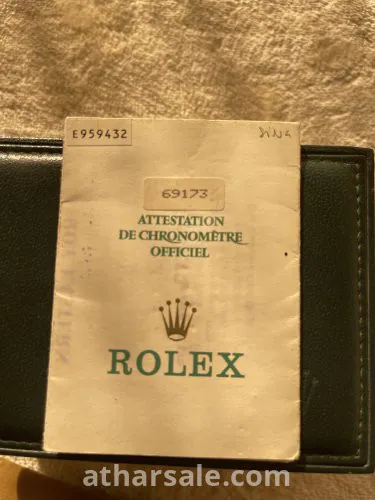 E959432
69173
ATTESTATION
DE CHRONOMÈTRE
OFFICIEL
ROLEX
atharsale.com